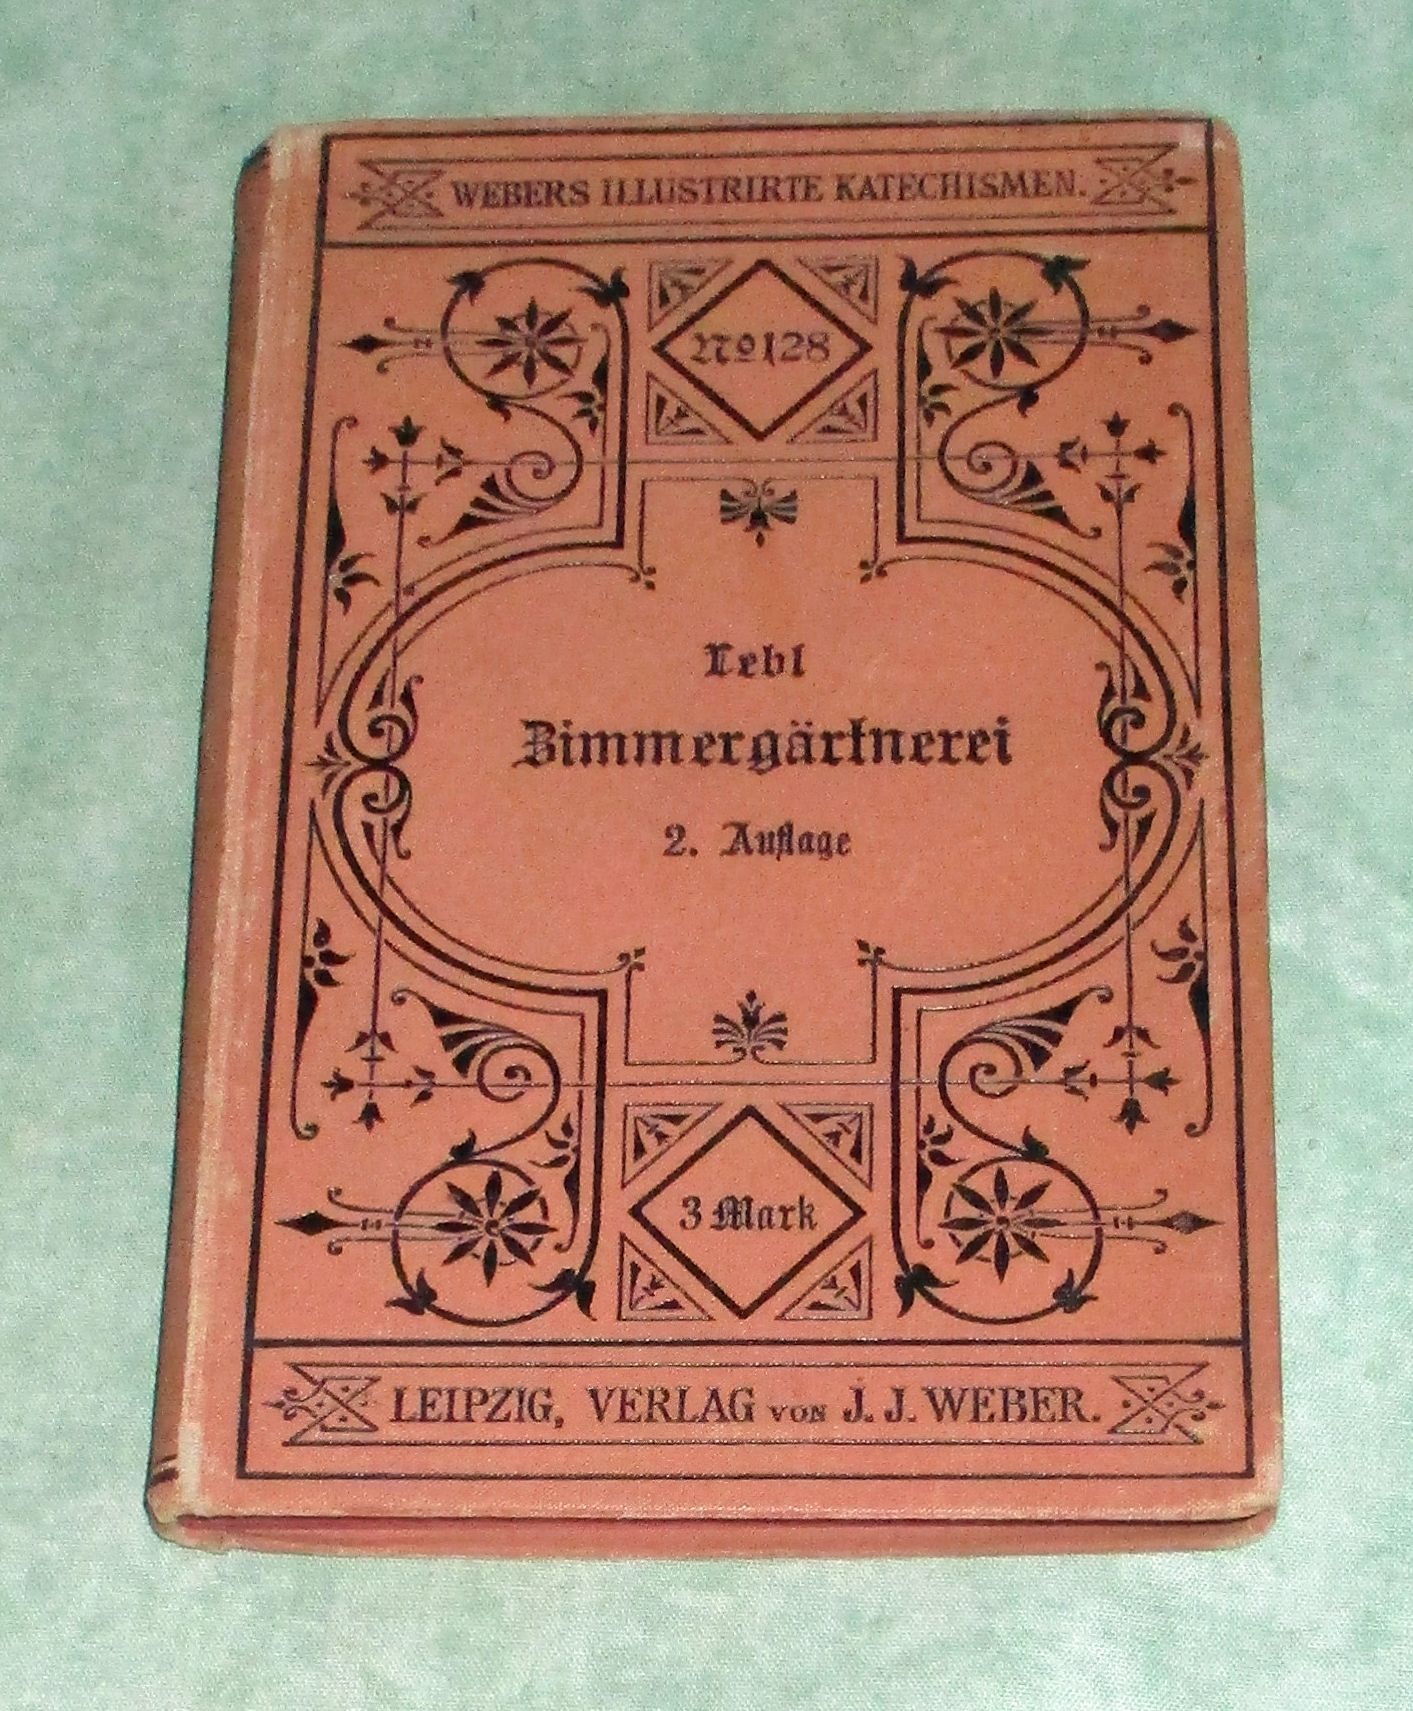 WEBERS ILLUSTRIRTE KATECHISMEN.
No 128
Lebl
Zimmergärtnerei
2. Auflage
3 Mark
LEIPZIG, VERLAG VON J. J. WEBER.